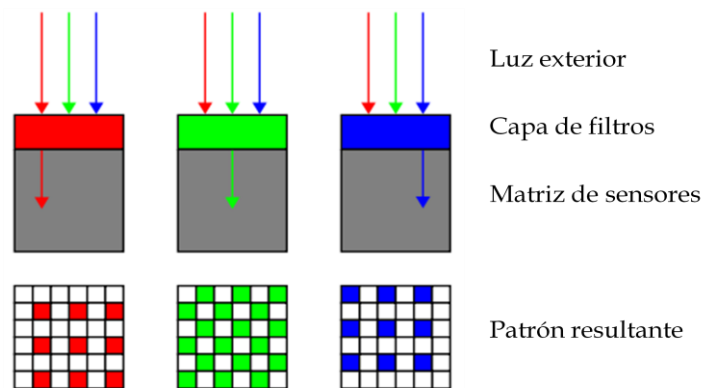 Luz exterior
Capa de filtros
Matriz de sensores
Patrón resultante